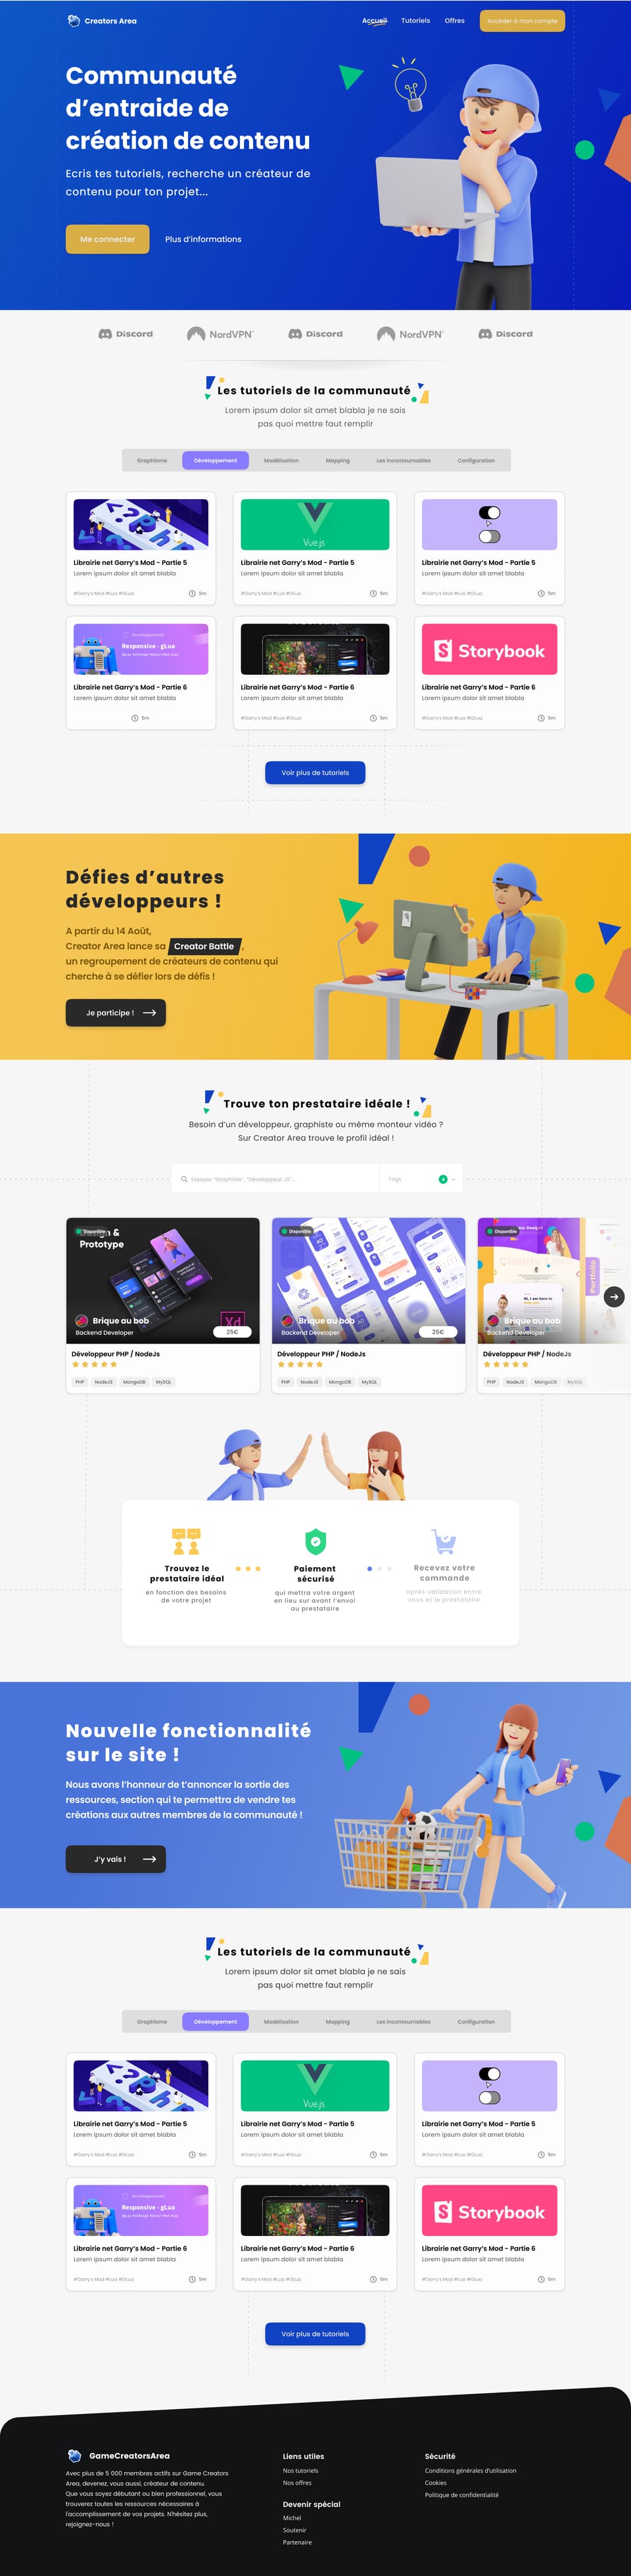 Creators Area
Accueil
Tutoriels
Offres
Accéder à mon compte
Communauté
d'entraide de
création de contenu
Ecris tes tutoriels, recherche un créateur de
contenu pour ton projet...
Me connecter
Plus d'informations
Discord
NordVPN
Discord
NordVPN
Discord
Les tutoriels de la communauté
Lorem ipsum dolor sit amet blabla je ne sais
pas quoi mettre faut remplir
Graphisme
Développement
Modélisation
Mapping
Les incontournables
Configuration
Vue.js
Librairie net Garry's Mod - Partie 5
Lorem ipsum dolor sit amet blabla
#Garry's Mod #Lua #GLua
5m
Librairie net Garry's Mod - Partie 5
Lorem ipsum dolor sit amet blabla
#Garry's Mod #Lua #GLua
5m
Librairie net Garry's Mod - Partie 5
Lorem ipsum dolor sit amet blabla
#Garry's Mod #Lua #GLua
5m
Développement
Responsive - gLua
Storybook
Librairie net Garry's Mod - Partie 6
Lorem ipsum dolor sit amet blabla
5m
Librairie net Garry's Mod - Partie 6
Lorem ipsum dolor sit amet blabla
#Garry's Mod #Lua #GLua
5m
Librairie net Garry's Mod - Partie 6
Lorem ipsum dolor sit amet blabla
#Garry's Mod #Lua #GLua
5m
Voir plus de tutoriels
Défies d'autres
développeurs !
A partir du 14 Août,
Creator Area lance sa Creator Battle ,
un regroupement de créateurs de contenu qui
cherche à se défier lors de défis !
Je participe !
Trouve ton prestataire idéale !
Besoin d'un développeur, graphiste ou même monteur vidéo ?
Sur Creator Area trouve le profil idéal !
Essayez "Graphiste", "Développeur JS"...
Tags
4
Disponible
& Prototype
Xd
Brique au bob
Backend Developer
25€
Développeur PHP / NodeJs
PHP
NodeJS
MongoDB
MySQL
Disponible
Brique au bob
Backend Developer
25€
Développeur PHP / NodeJs
PHP
NodeJS
MongoDB
MySQL
Disponible
Portfolio
Brique au bob
Backend Developer
Développeur PHP / NodeJs
PHP
NodeJS
MongoDB
MySQL
Trouvez le
prestataire idéal
en fonction des besoins
de votre projet
Paiement
sécurisé
qui mettra votre argent
en lieu sur avant l'envoi
au prestataire
Recevez votre
commande
après validation entre
vous et le prestataire
Nouvelle fonctionnalité
sur le site !
Nous avons l'honneur de t'annoncer la sortie des
ressources, section qui te permettra de vendre tes
créations aux autres membres de la communauté !
J'y vais !
Les tutoriels de la communauté
Lorem ipsum dolor sit amet blabla je ne sais
pas quoi mettre faut remplir
Graphisme
Développement
Modélisation
Mapping
Les incontournables
Configuration
Vue.js
Librairie net Garry's Mod - Partie 5
Lorem ipsum dolor sit amet blabla
#Garry's Mod #Lua #GLua
5m
Librairie net Garry's Mod - Partie 5
Lorem ipsum dolor sit amet blabla
#Garry's Mod #Lua #GLua
5m
Librairie net Garry's Mod - Partie 5
Lorem ipsum dolor sit amet blabla
#Garry's Mod #Lua #GLua
5m
Développement
Responsive - gLua
Storybook
Librairie net Garry's Mod - Partie 6
Lorem ipsum dolor sit amet blabla
#Garry's Mod #Lua #GLua
5m
Librairie net Garry's Mod - Partie 6
Lorem ipsum dolor sit amet blabla
#Garry's Mod #Lua #GLua
5m
Librairie net Garry's Mod - Partie 6
Lorem ipsum dolor sit amet blabla
#Garry's Mod #Lua #GLua
5m
Voir plus de tutoriels
GameCreatorsArea
Avec plus de 5 000 membres actifs sur Game Creators
Area, devenez, vous aussi, créateur de contenu.
Que vous soyez débutant ou bien professionnel, vous
trouverez toutes les ressources nécessaires à
l'accomplissement de vos projets. N'hésitez plus,
rejoignez-nous !
Liens utiles
Nos tutoriels
Nos offres
Devenir spécial
Michel
Soutenir
Partenaire
Sécurité
Conditions générales d'utilisation
Cookies
Politique de confidentialité